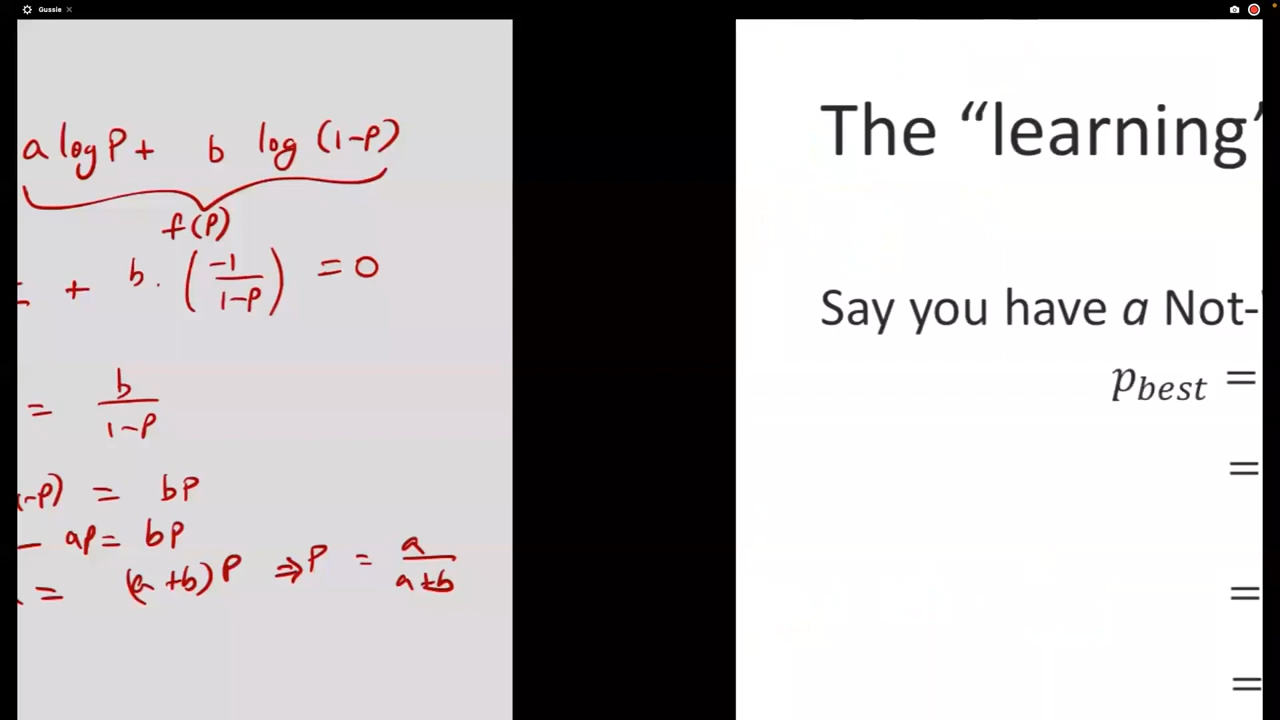 Gussie
a log P + b log (1-P)
f(P)
+ b. (-1/1-P) = 0
= b/1-P
-P) = bP
- aP = bP
= (a+b) P ⇒ P = a/a+b
The “learning”
Say you have a Not-
p_best =
=
=
=